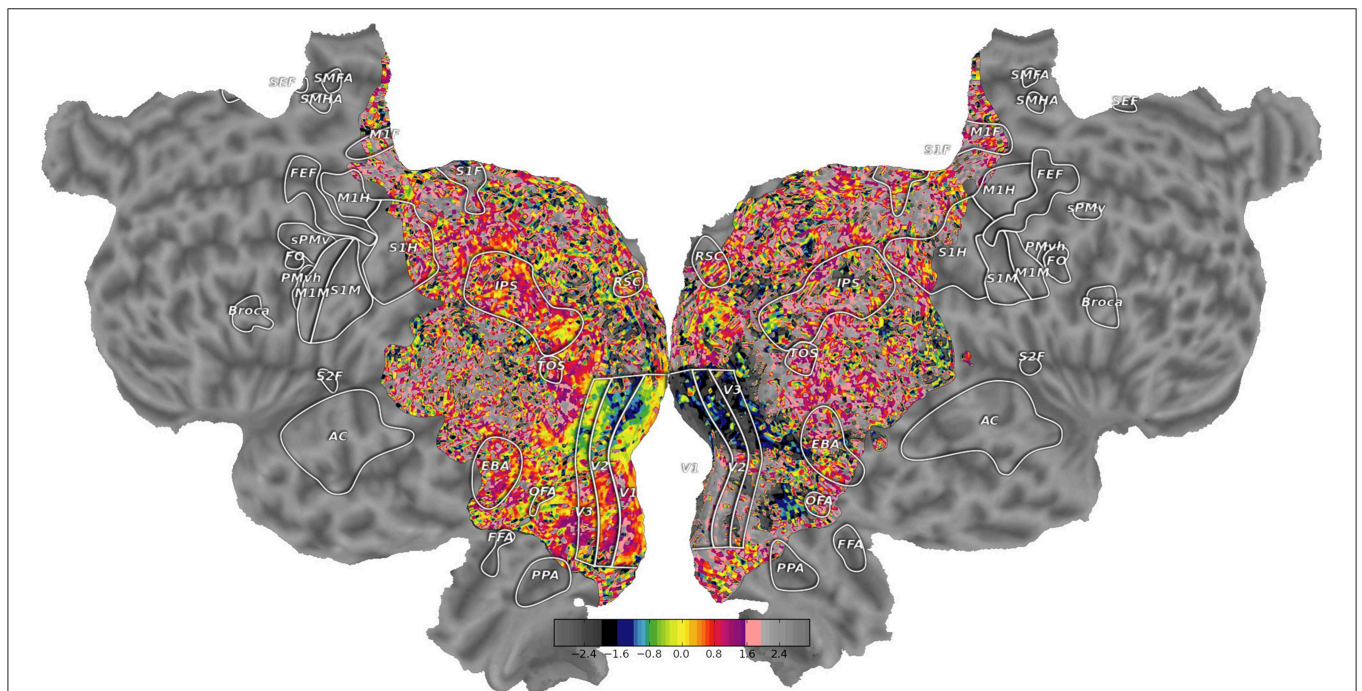 SEF SMFA
SMHA
M1F
FEF
M1H
S1F
sPMv
FO
S1H
PMvh
M1M
S1M
Broca
IPS
RSC
TOS
S2F
AC
EBA
V2
OFA
V1
V3
FFA
PPA
SMFA
SMHA
SEF
M1F
S1F
FEF
M1H
sPMv
RSC
S1H
PMvh
FO
M1M
S1M
IPS
Broca
TOS
S2F
V3
AC
EBA
V1
V2
OFA
FFA
PPA
−2.4 −1.6 −0.8 0.0 0.8 1.6 2.4